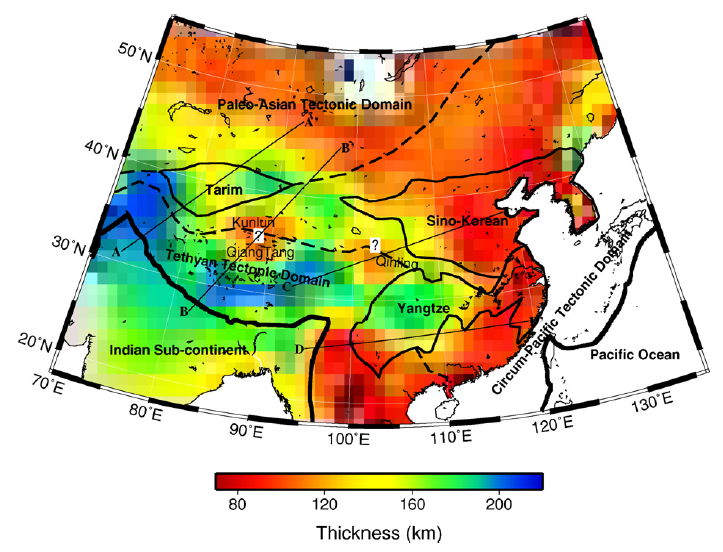 50°N
Paleo-Asian Tectonic Domain
A'
B'
40°N
Tarim
Kunlun
Sino-Korean
?
?
30°N
A
QiangTang
Qinling
Tethyan Tectonic Domain
C
B
Yangtze
Circum-Pacific Tectonic Domain
20°N
Indian Sub-continent
D
Pacific Ocean
70°E
80°E
90°E
100°E
110°E
120°E
130°E
80
120
160
200
Thickness (km)